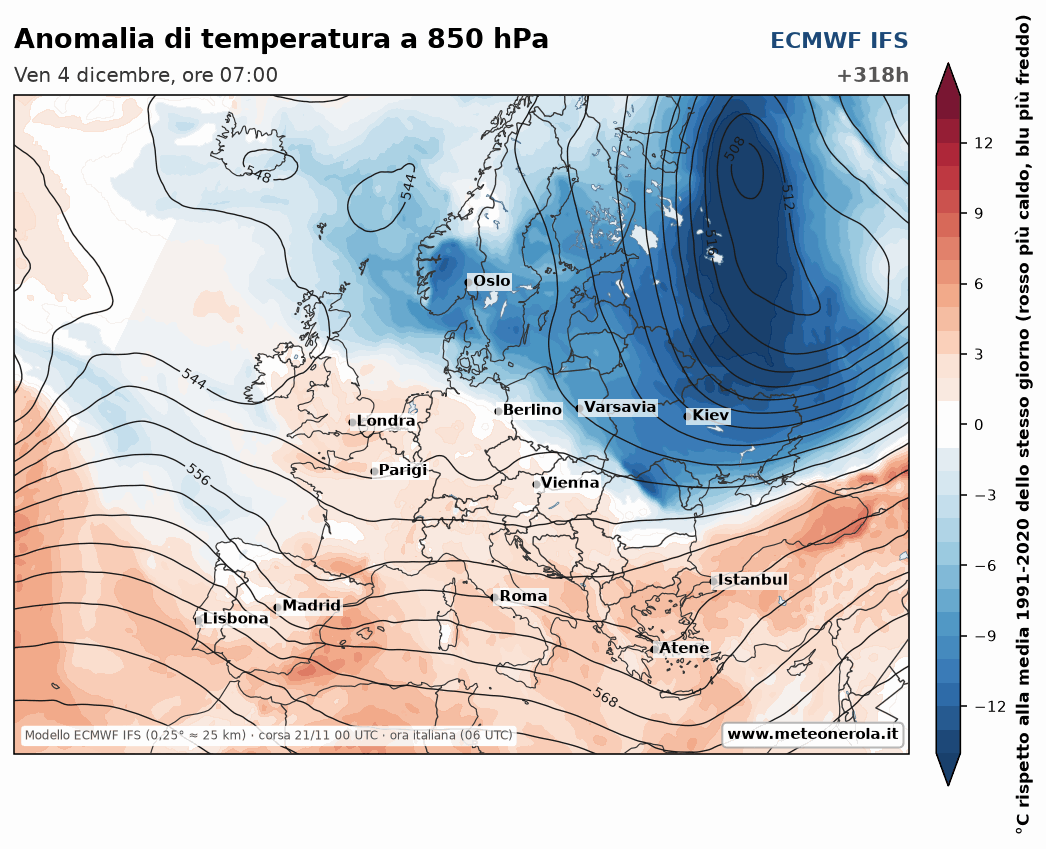 Anomalia di temperatura a 850 hPa
ECMWF IFS
Ven 4 dicembre, ore 07:00
+318h
508
548
544
512
516
Oslo
544
Berlino
Varsavia
Kiev
Londra
556
Parigi
Vienna
Istanbul
Madrid
Roma
Lisbona
Atene
568
Modello ECMWF IFS (0,25° ≈ 25 km) · corsa 21/11 00 UTC · ora italiana (06 UTC)
www.meteonerola.it
12
9
6
3
0
−3
−6
−9
−12
°C rispetto alla media 1991-2020 dello stesso giorno (rosso più caldo, blu più freddo)